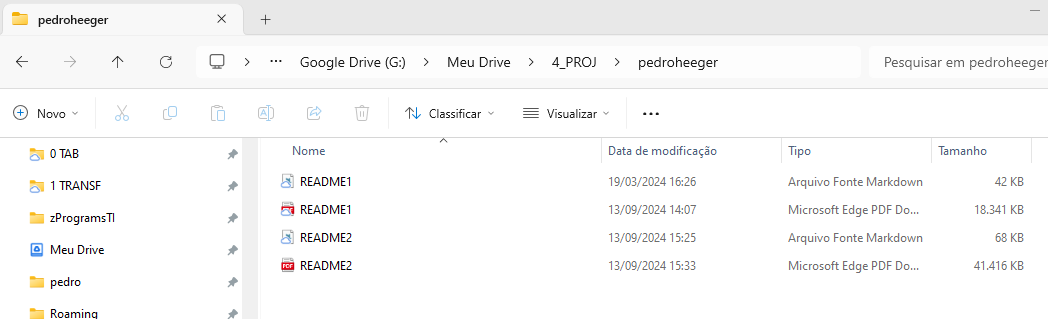 pedroheeger
Google Drive (G:) Meu Drive 4_PROJ pedroheeger Pesquisar em pedroheeger
Novo Classificar Visualizar
0 TAB
1 TRANSF
zProgramsTI
Meu Drive
pedro
Roaming
Nome Data de modificação Tipo Tamanho
README1 19/03/2024 16:26 Arquivo Fonte Markdown 42 KB
README1 13/09/2024 14:07 Microsoft Edge PDF Do... 18.341 KB
README2 13/09/2024 15:25 Arquivo Fonte Markdown 68 KB
PDF README2 13/09/2024 15:33 Microsoft Edge PDF Do... 41.416 KB